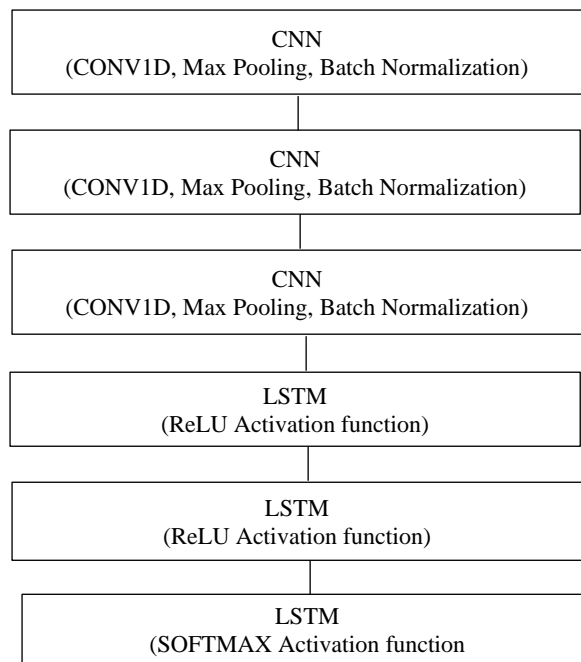 CNN
(CONV1D, Max Pooling, Batch Normalization)
CNN
(CONV1D, Max Pooling, Batch Normalization)
CNN
(CONV1D, Max Pooling, Batch Normalization)
LSTM
(ReLU Activation function)
LSTM
(ReLU Activation function)
LSTM
(SOFTMAX Activation function